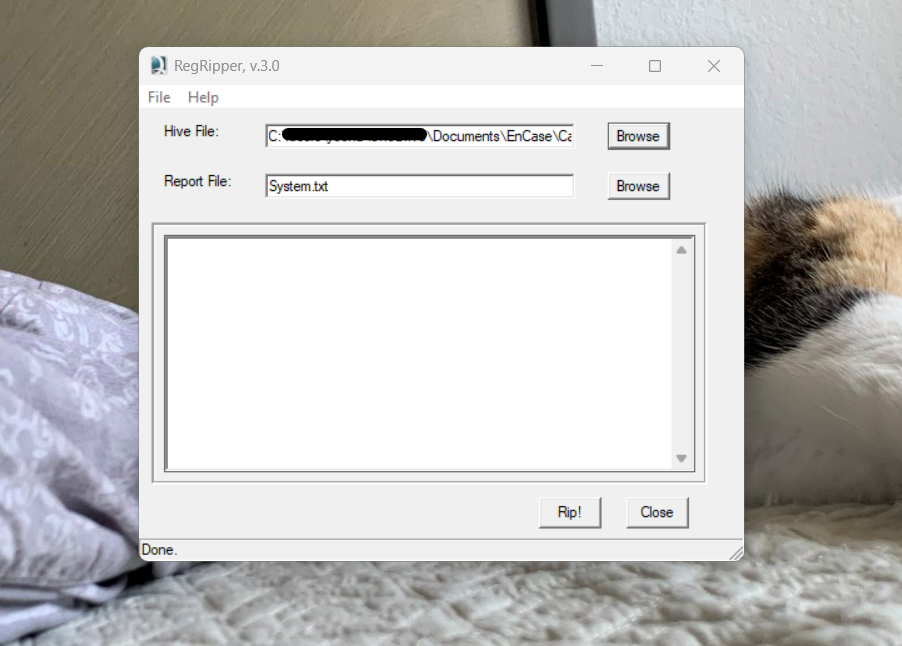 RegRipper, v.3.0
File Help
Hive File: C: \Documents\EnCase\Ca Browse
Report File: System.txt Browse
Rip! Close
Done.